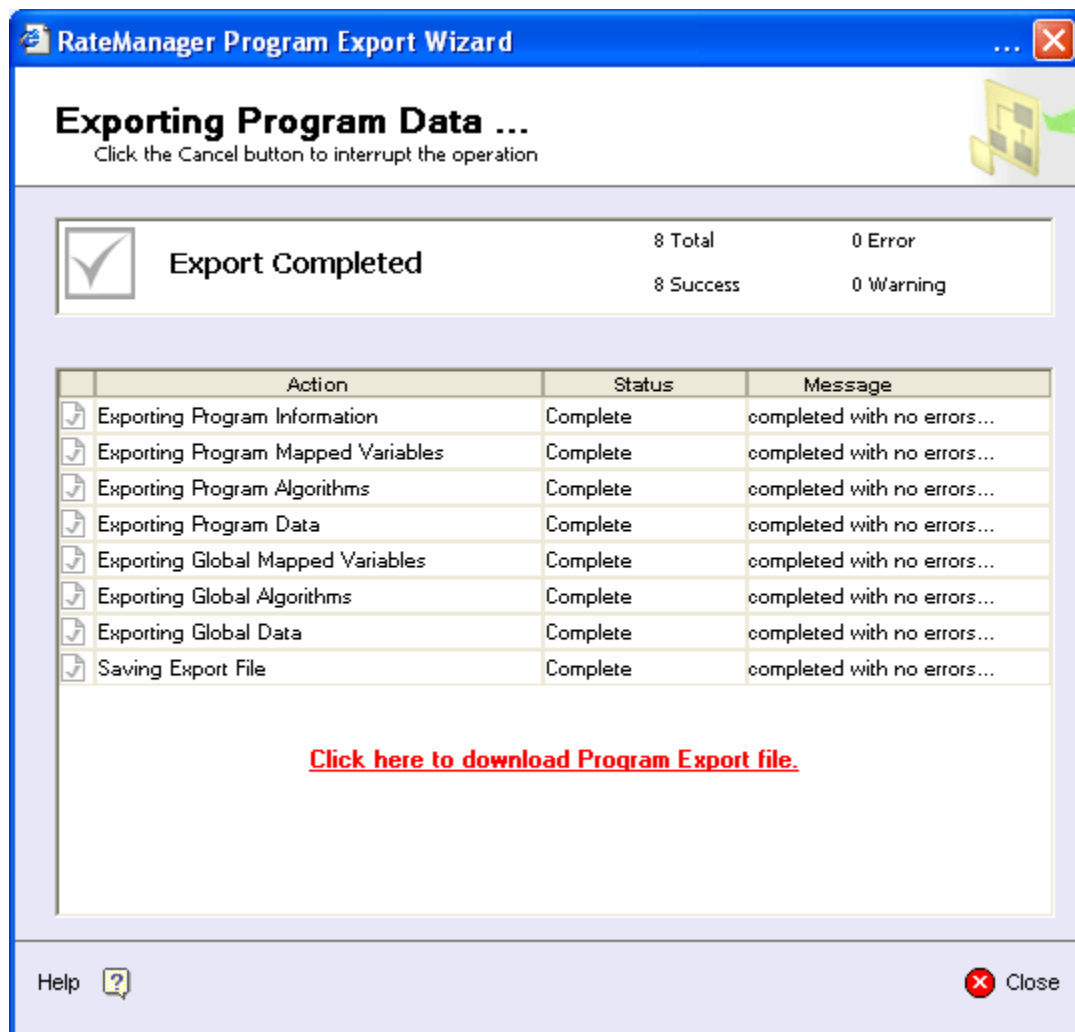 RateManager Program Export Wizard ...
Exporting Program Data ...
Click the Cancel button to interrupt the operation
Export Completed
8 Total 0 Error
8 Success 0 Warning
Action Status Message
Exporting Program Information Complete completed with no errors...
Exporting Program Mapped Variables Complete completed with no errors...
Exporting Program Algorithms Complete completed with no errors...
Exporting Program Data Complete completed with no errors...
Exporting Global Mapped Variables Complete completed with no errors...
Exporting Global Algorithms Complete completed with no errors...
Exporting Global Data Complete completed with no errors...
Saving Export File Complete completed with no errors...
Click here to download Program Export file.
Help ? Close